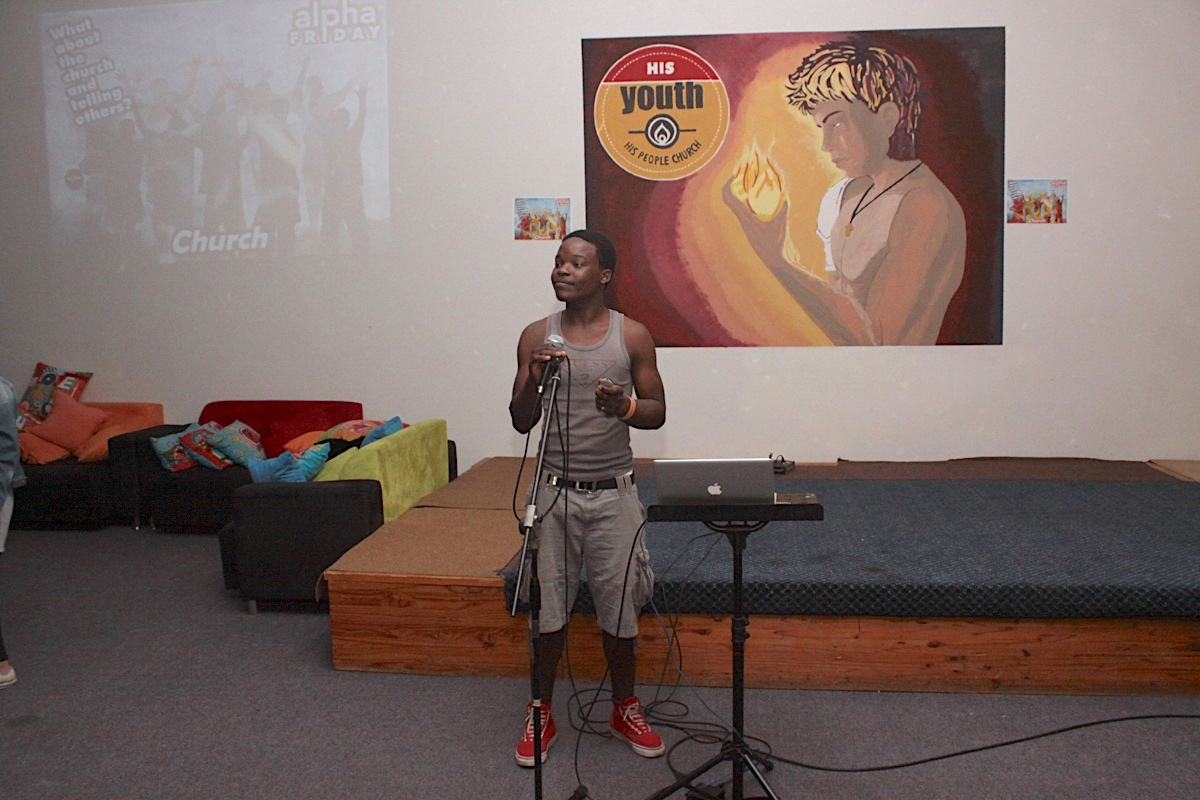 What
about
the
church
and
telling
others?
alpha
FRIDAY
Church
HIS
youth
HIS PEOPLE CHURCH